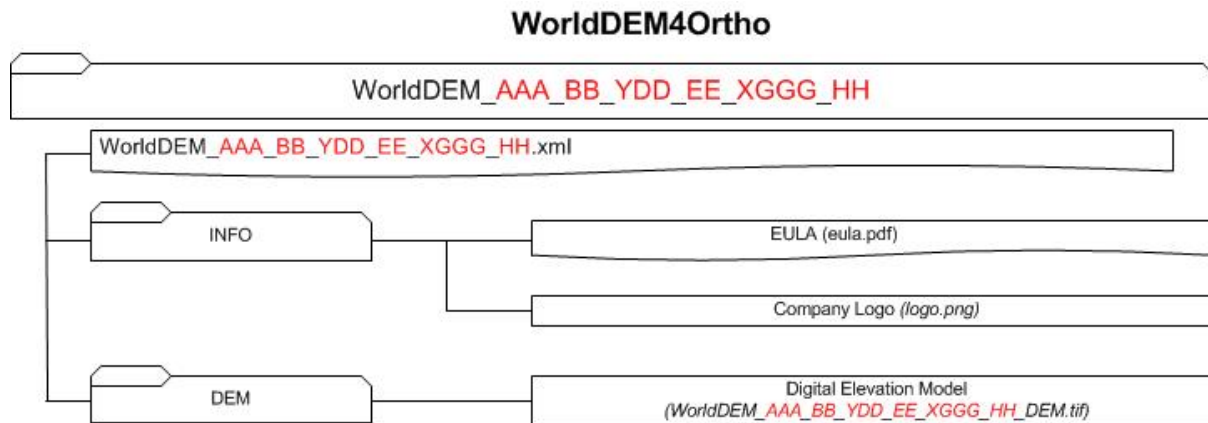 WorldDEM4Ortho
WorldDEM_AAA_BB_YDD_EE_XGGG_HH
WorldDEM_AAA_BB_YDD_EE_XGGG_HH.xml
INFO
EULA (eula.pdf)
Company Logo (logo.png)
DEM
Digital Elevation Model
(WorldDEM_AAA_BB_YDD_EE_XGGG_HH_DEM.tif)